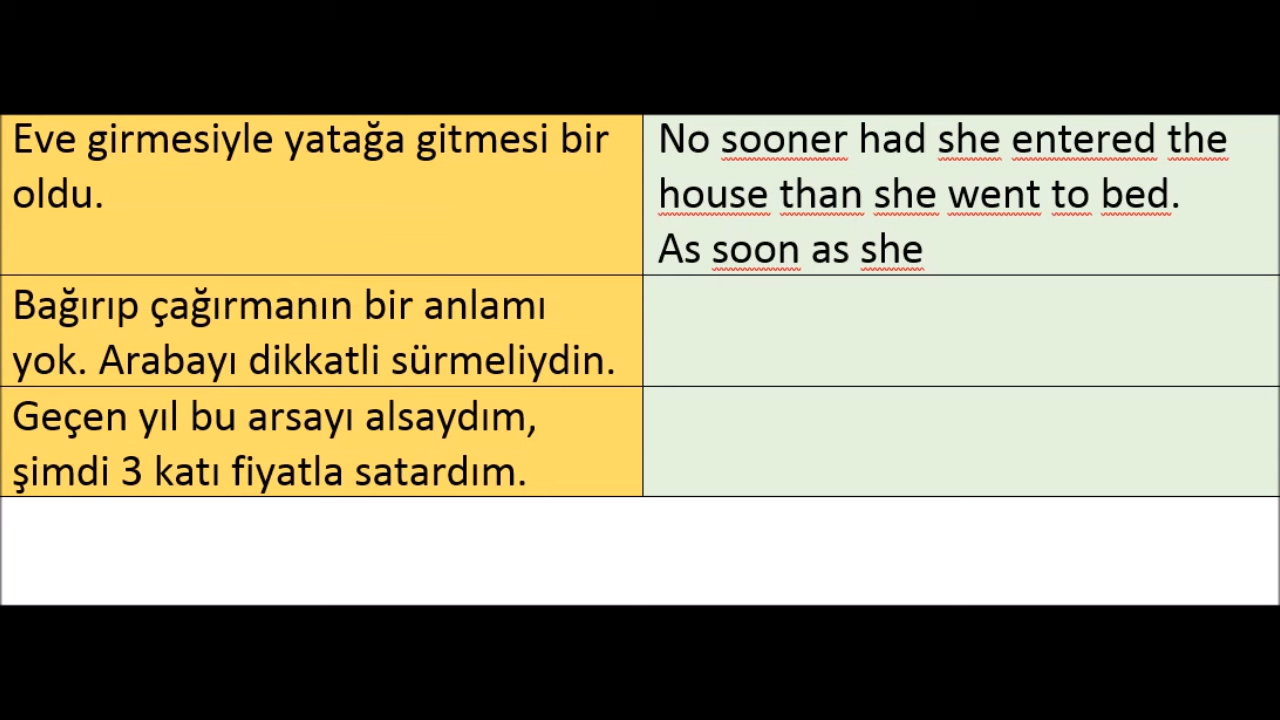 Eve girmesiyle yatağa gitmesi bir
oldu.
No sooner had she entered the
house than she went to bed.
As soon as she
Bağırıp çağırmanın bir anlamı
yok. Arabayı dikkatli sürmeliydin.
Geçen yıl bu arsayı alsaydım,
şimdi 3 katı fiyatla satardım.